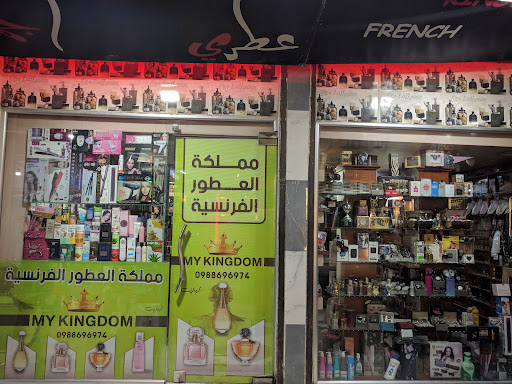 عطري
FRENCH
مملكة
العطور
الفرنسية
MY KINGDOM
0988696974
مملكة العطور الفرنسية
MY KINGDOM
0988696974